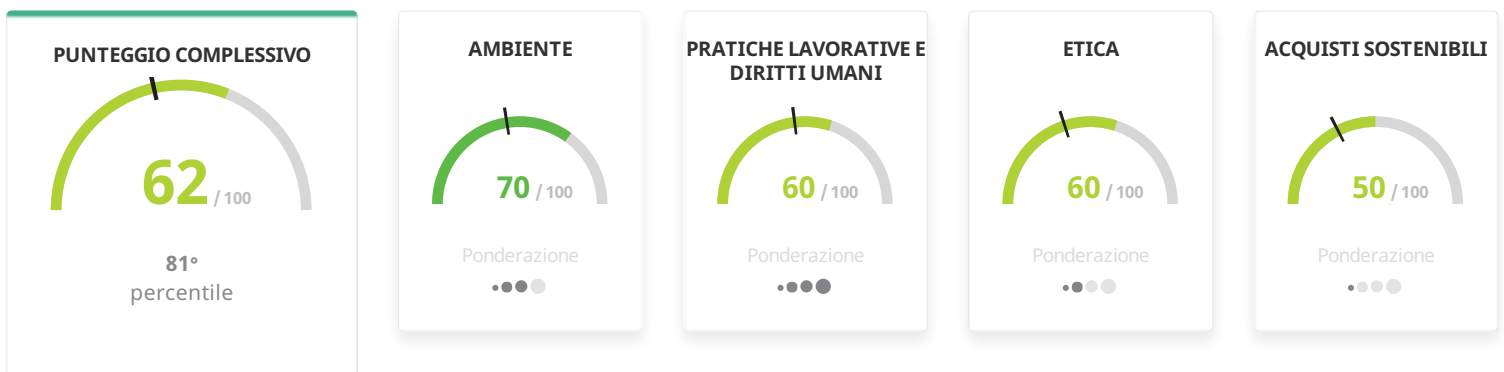 PUNTEGGIO COMPLESSIVO
62 / 100
81°
percentile
AMBIENTE
70 / 100
Ponderazione
PRATICHE LAVORATIVE E
DIRITTI UMANI
60 / 100
Ponderazione
ETICA
60 / 100
Ponderazione
ACQUISTI SOSTENIBILI
50 / 100
Ponderazione